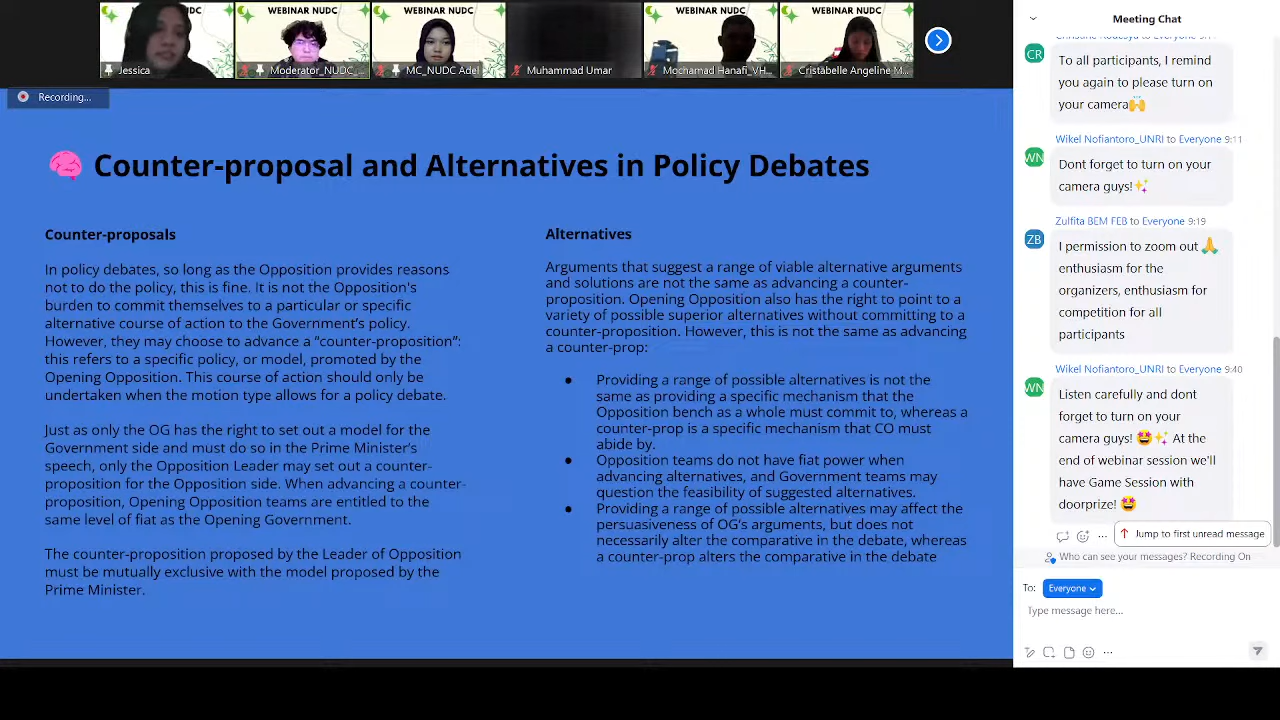 WEBINAR NUDC
WEBINAR NUDC
WEBINAR NUDC
WEBINAR NUDC
Jessica
Moderator_NUDC_...
MC_NUDC Adel
Muhammad Umar
Mochamad Hanafi_VH...
Cristabelle Angeline M...
Recording...
Counter-proposal and Alternatives in Policy Debates
Counter-proposals
In policy debates, so long as the Opposition provides reasons
not to do the policy, this is fine. It is not the Opposition's
burden to commit themselves to a particular or specific
alternative course of action to the Government's policy.
However, they may choose to advance a "counter-proposition":
this refers to a specific policy, or model, promoted by the
Opening Opposition. This course of action should only be
undertaken when the motion type allows for a policy debate.
Just as only the OG has the right to set out a model for the
Government side and must do so in the Prime Minister's
speech, only the Opposition Leader may set out a counter-
proposition for the Opposition side. When advancing a counter-
proposition, Opening Opposition teams are entitled to the
same level of fiat as the Opening Government.
The counter-proposition proposed by the Leader of Opposition
must be mutually exclusive with the model proposed by the
Prime Minister.
Alternatives
Arguments that suggest a range of viable alternative arguments
and solutions are not the same as advancing a counter-
proposition. Opening Opposition also has the right to point to a
variety of possible superior alternatives without committing to a
counter-proposition. However, this is not the same as advancing
a counter-prop:
● Providing a range of possible alternatives is not the
same as providing a specific mechanism that the
Opposition bench as a whole must commit to, whereas a
counter-prop is a specific mechanism that CO must
abide by.
● Opposition teams do not have fiat power when
advancing alternatives, and Government teams may
question the feasibility of suggested alternatives.
● Providing a range of possible alternatives may affect the
persuasiveness of OG's arguments, but does not
necessarily alter the comparative in the debate, whereas
a counter-prop alters the comparative in the debate
Meeting Chat
CR
To all participants, I remind
you again to please turn on
your camera🙌
Wikel Nofiantoro_UNRI to Everyone 9:11
WN
Dont forget to turn on your
camera guys!✨
Zulfita BEM FEB to Everyone 9:19
ZB
I permission to zoom out🙏
enthusiasm for the
organizers, enthusiasm for
competition for all
participants
Wikel Nofiantoro_UNRI to Everyone 9:40
WN
Listen carefully and dont
forget to turn on your
camera guys! 🤩✨ At the
end of webinar session we'll
have Game Session with
doorprize! 🤩
Jump to first unread message
Who can see your messages? Recording On
To: Everyone
Type message here...